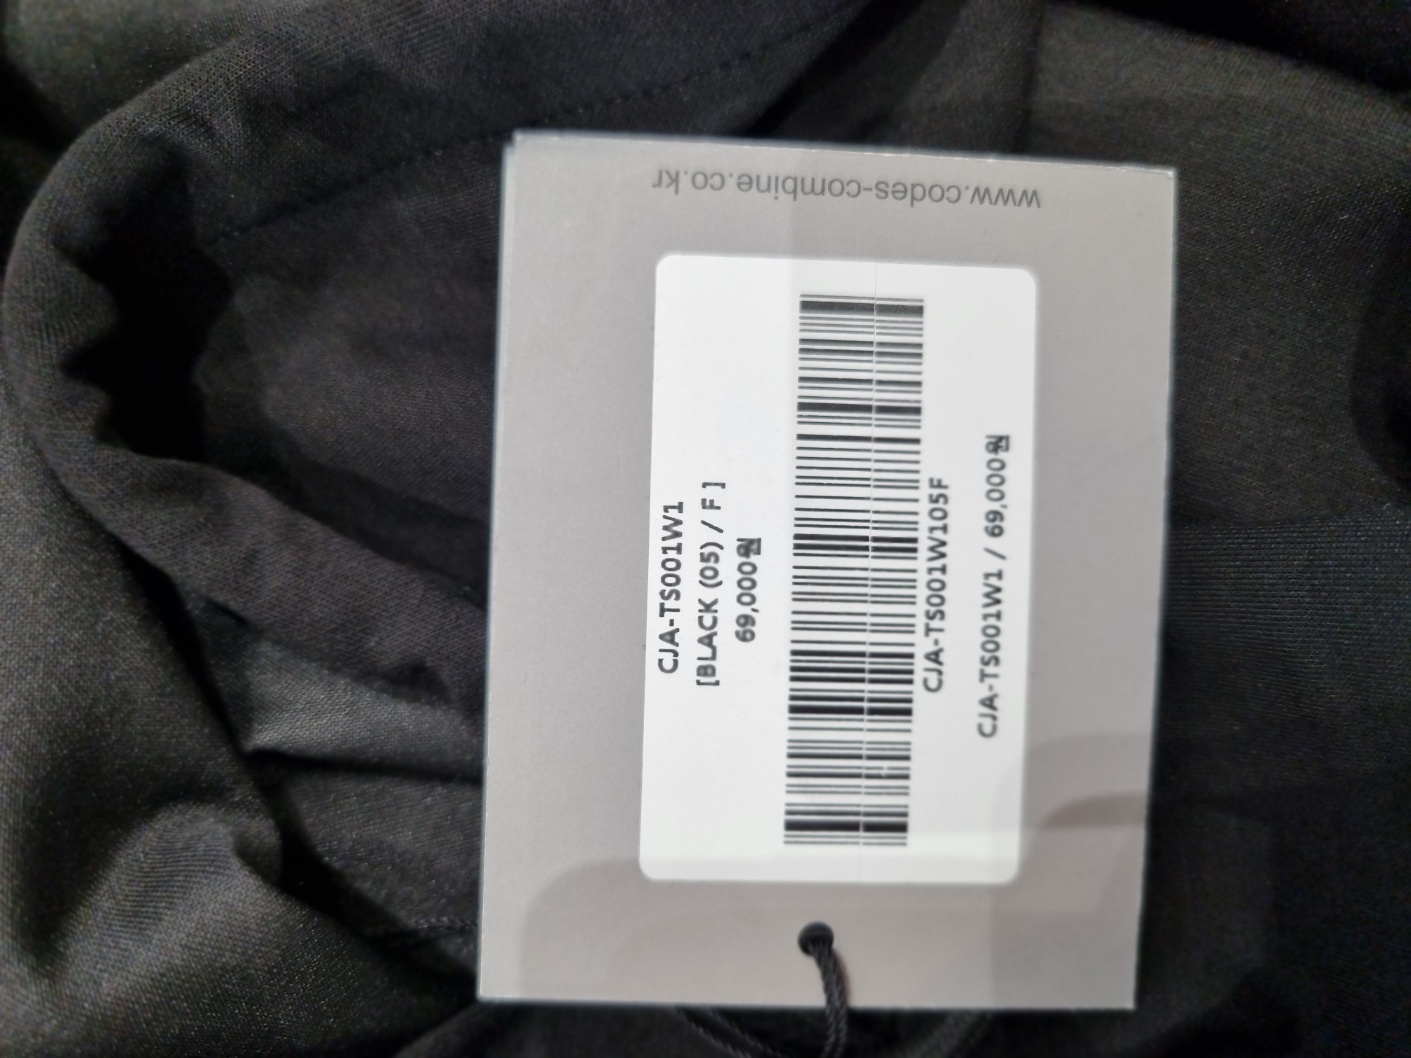 CJA-TS001W1
[BLACK (05) / F ]
69,000원
CJA-TS001W105F
CJA-TS001W1 / 69,000원
www.codes-combine.co.kr